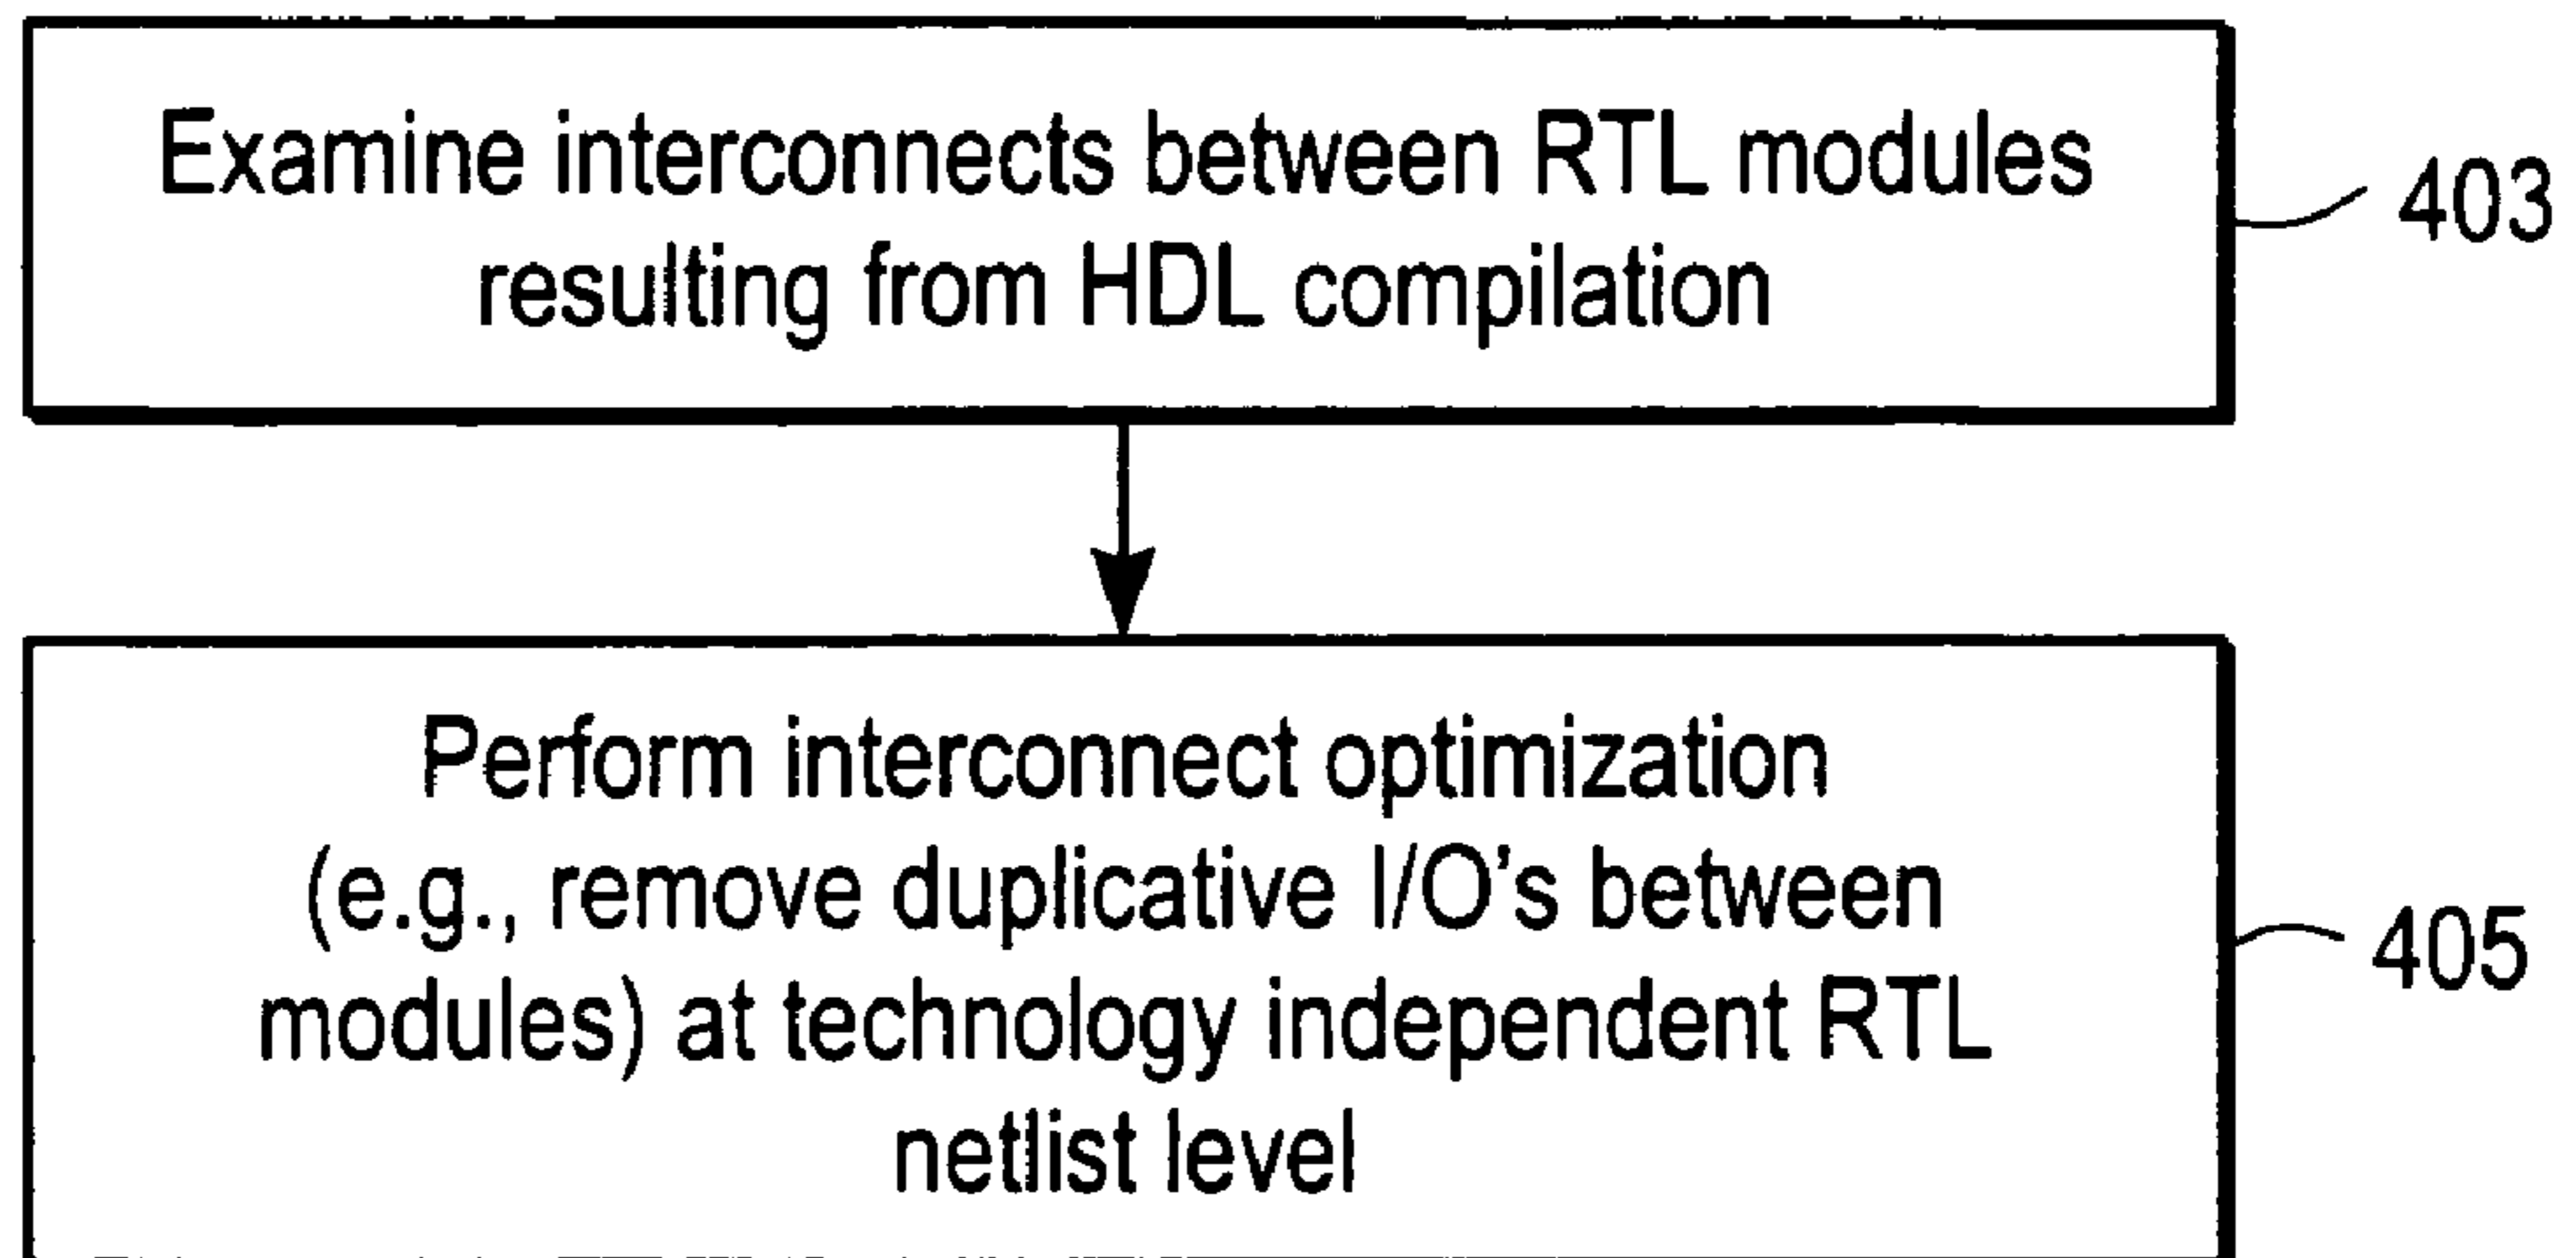 Examine interconnects between RTL modules
resulting from HDL compilation
403
Perform interconnect optimization
(e.g., remove duplicative I/O's between
modules) at technology independent RTL
netlist level
405